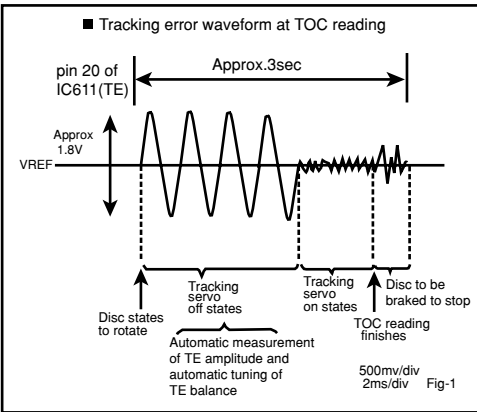 ■ Tracking error waveform at TOC reading
pin 20 of
IC611(TE)
Approx.3sec
Approx
1.8V
VREF
Disc states
to rotate
Tracking
servo
off states
Tracking
servo
on states
Disc to be
braked to stop
TOC reading
finishes
Automatic measurement
of TE amplitude and
automatic tuning of
TE balance
500mv/div
2ms/div Fig-1